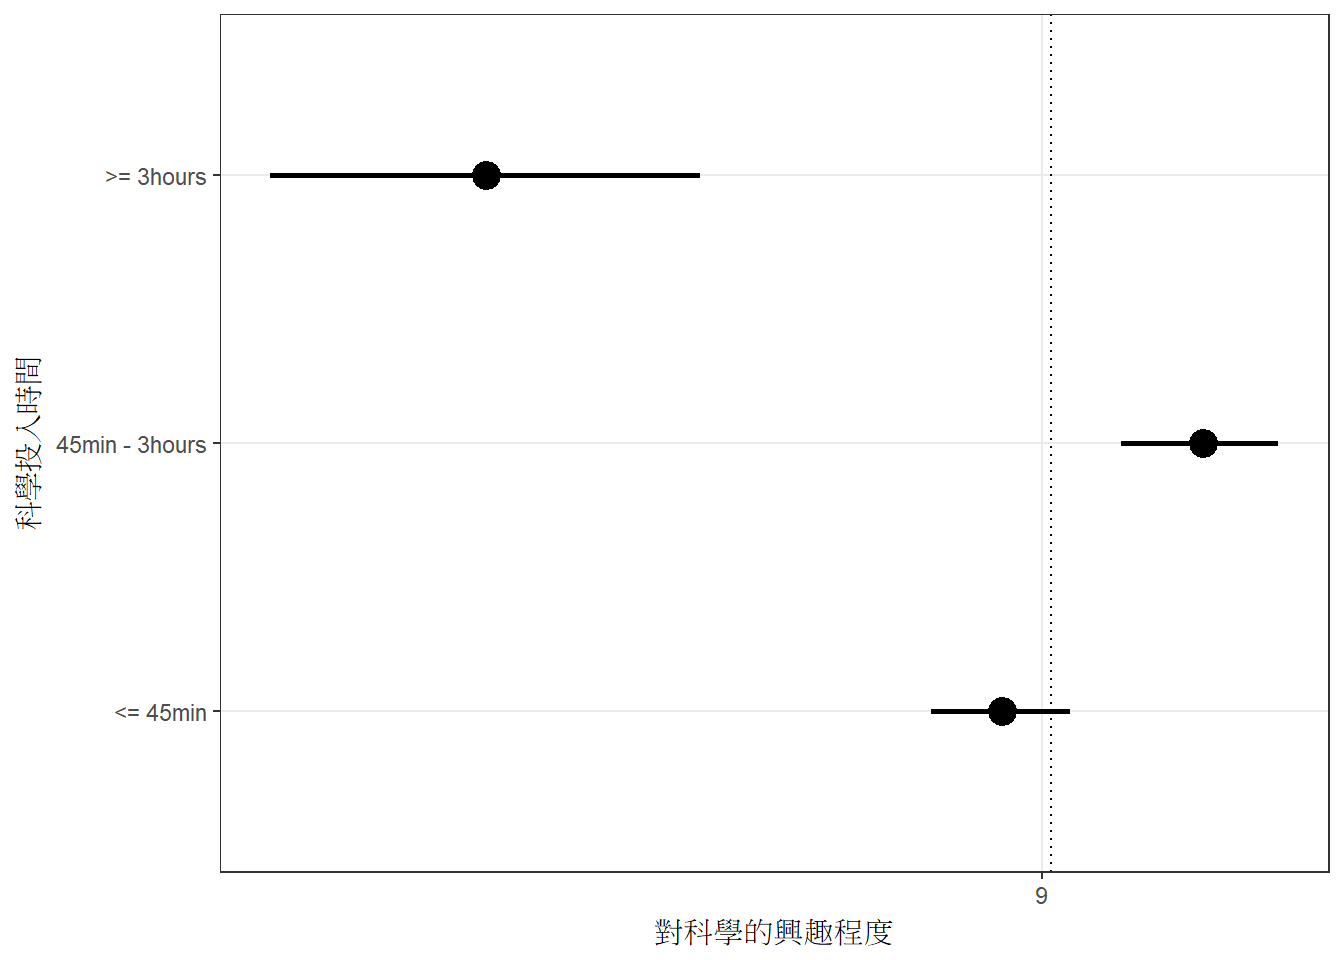 科學投入時間
>= 3hours
45min - 3hours
<= 45min
9
對科學的興趣程度